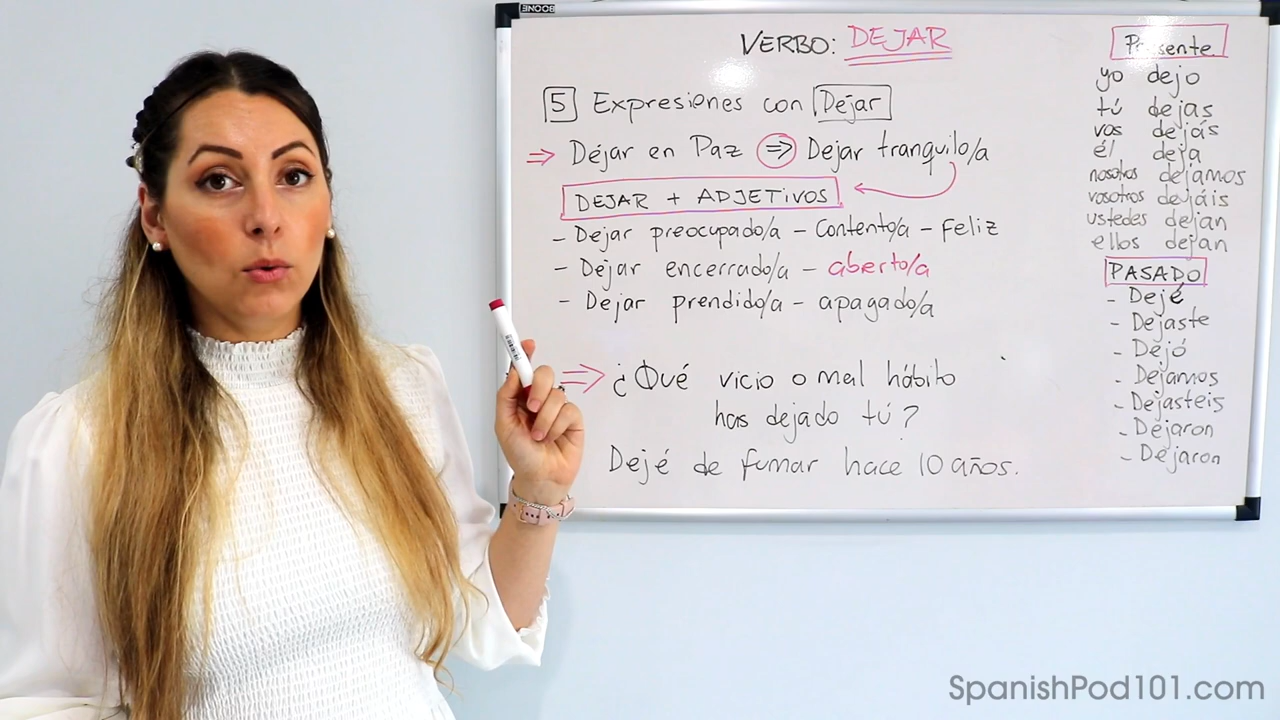 BOONE
VERBO: DEJAR
5 Expresiones con Dejar
⇒ Dejar en Paz ⇒ Dejar tranquilo/a
DEJAR + ADJETIVOS
- Dejar preocupado/a - Contento/a - Feliz
- Dejar encerrado/a - aberto/a
- Dejar prendido/a - apagado/a
⇒ ¿Qué vicio o mal hábito
has dejado tú?
Dejé de fumar hace 10 años.
Presente
yo dejo
tú dejas
vos dejás
él deja
nosotros dejamos
vosotros dejáis
ustedes dejan
ellos dejan
PASADO
- Dejé
- Dejaste
- Dejó
- Dejamos
- Dejasteis
- Dejaron
- Dejaron
SpanishPod101.com